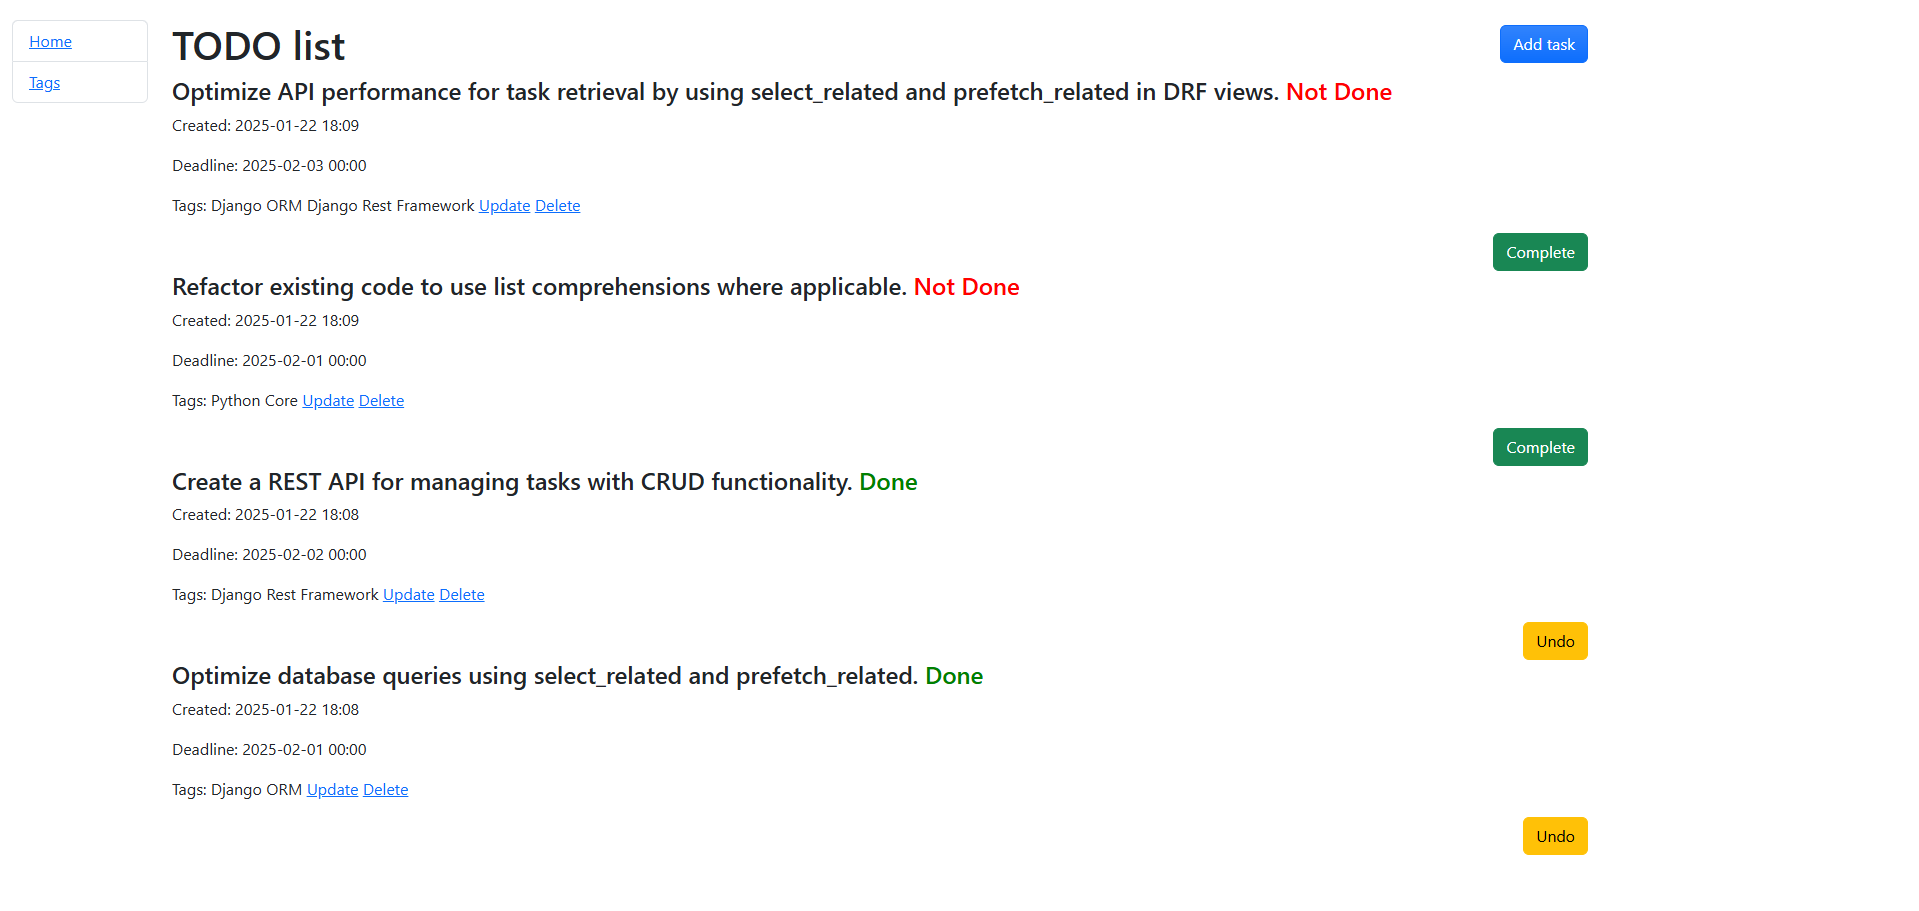 Home
Tags
TODO list
Add task
Optimize API performance for task retrieval by using select_related and prefetch_related in DRF views. Not Done
Created: 2025-01-22 18:09
Deadline: 2025-02-03 00:00
Tags: Django ORM Django Rest Framework Update Delete
Complete
Refactor existing code to use list comprehensions where applicable. Not Done
Created: 2025-01-22 18:09
Deadline: 2025-02-01 00:00
Tags: Python Core Update Delete
Complete
Create a REST API for managing tasks with CRUD functionality. Done
Created: 2025-01-22 18:08
Deadline: 2025-02-02 00:00
Tags: Django Rest Framework Update Delete
Undo
Optimize database queries using select_related and prefetch_related. Done
Created: 2025-01-22 18:08
Deadline: 2025-02-01 00:00
Tags: Django ORM Update Delete
Undo